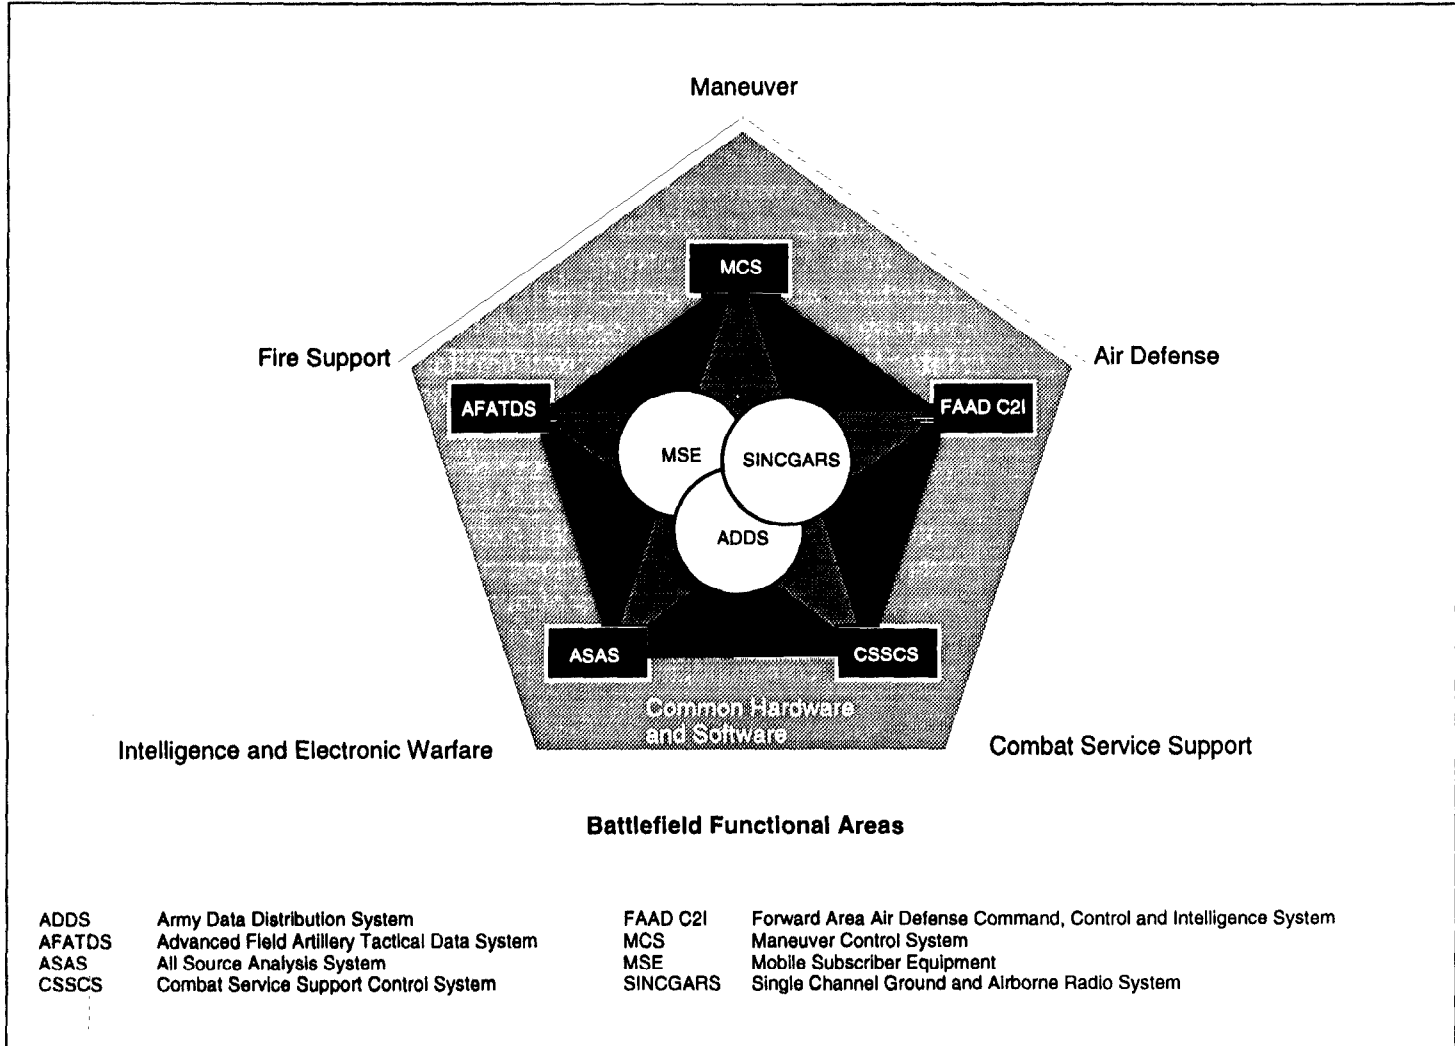 Maneuver
MCS
Fire Support
Air Defense
AFATDS
FAAD C2I
MSE
SINCGARS
ADDS
ASAS
CSSCS
Common Hardware
and Software
Intelligence and Electronic Warfare
Combat Service Support
Battlefield Functional Areas
ADDS Army Data Distribution System
AFATDS Advanced Field Artillery Tactical Data System
ASAS All Source Analysis System
CSSCS Combat Service Support Control System
FAAD C2I Forward Area Air Defense Command, Control and Intelligence System
MCS Maneuver Control System
MSE Mobile Subscriber Equipment
SINCGARS Single Channel Ground and Airborne Radio System